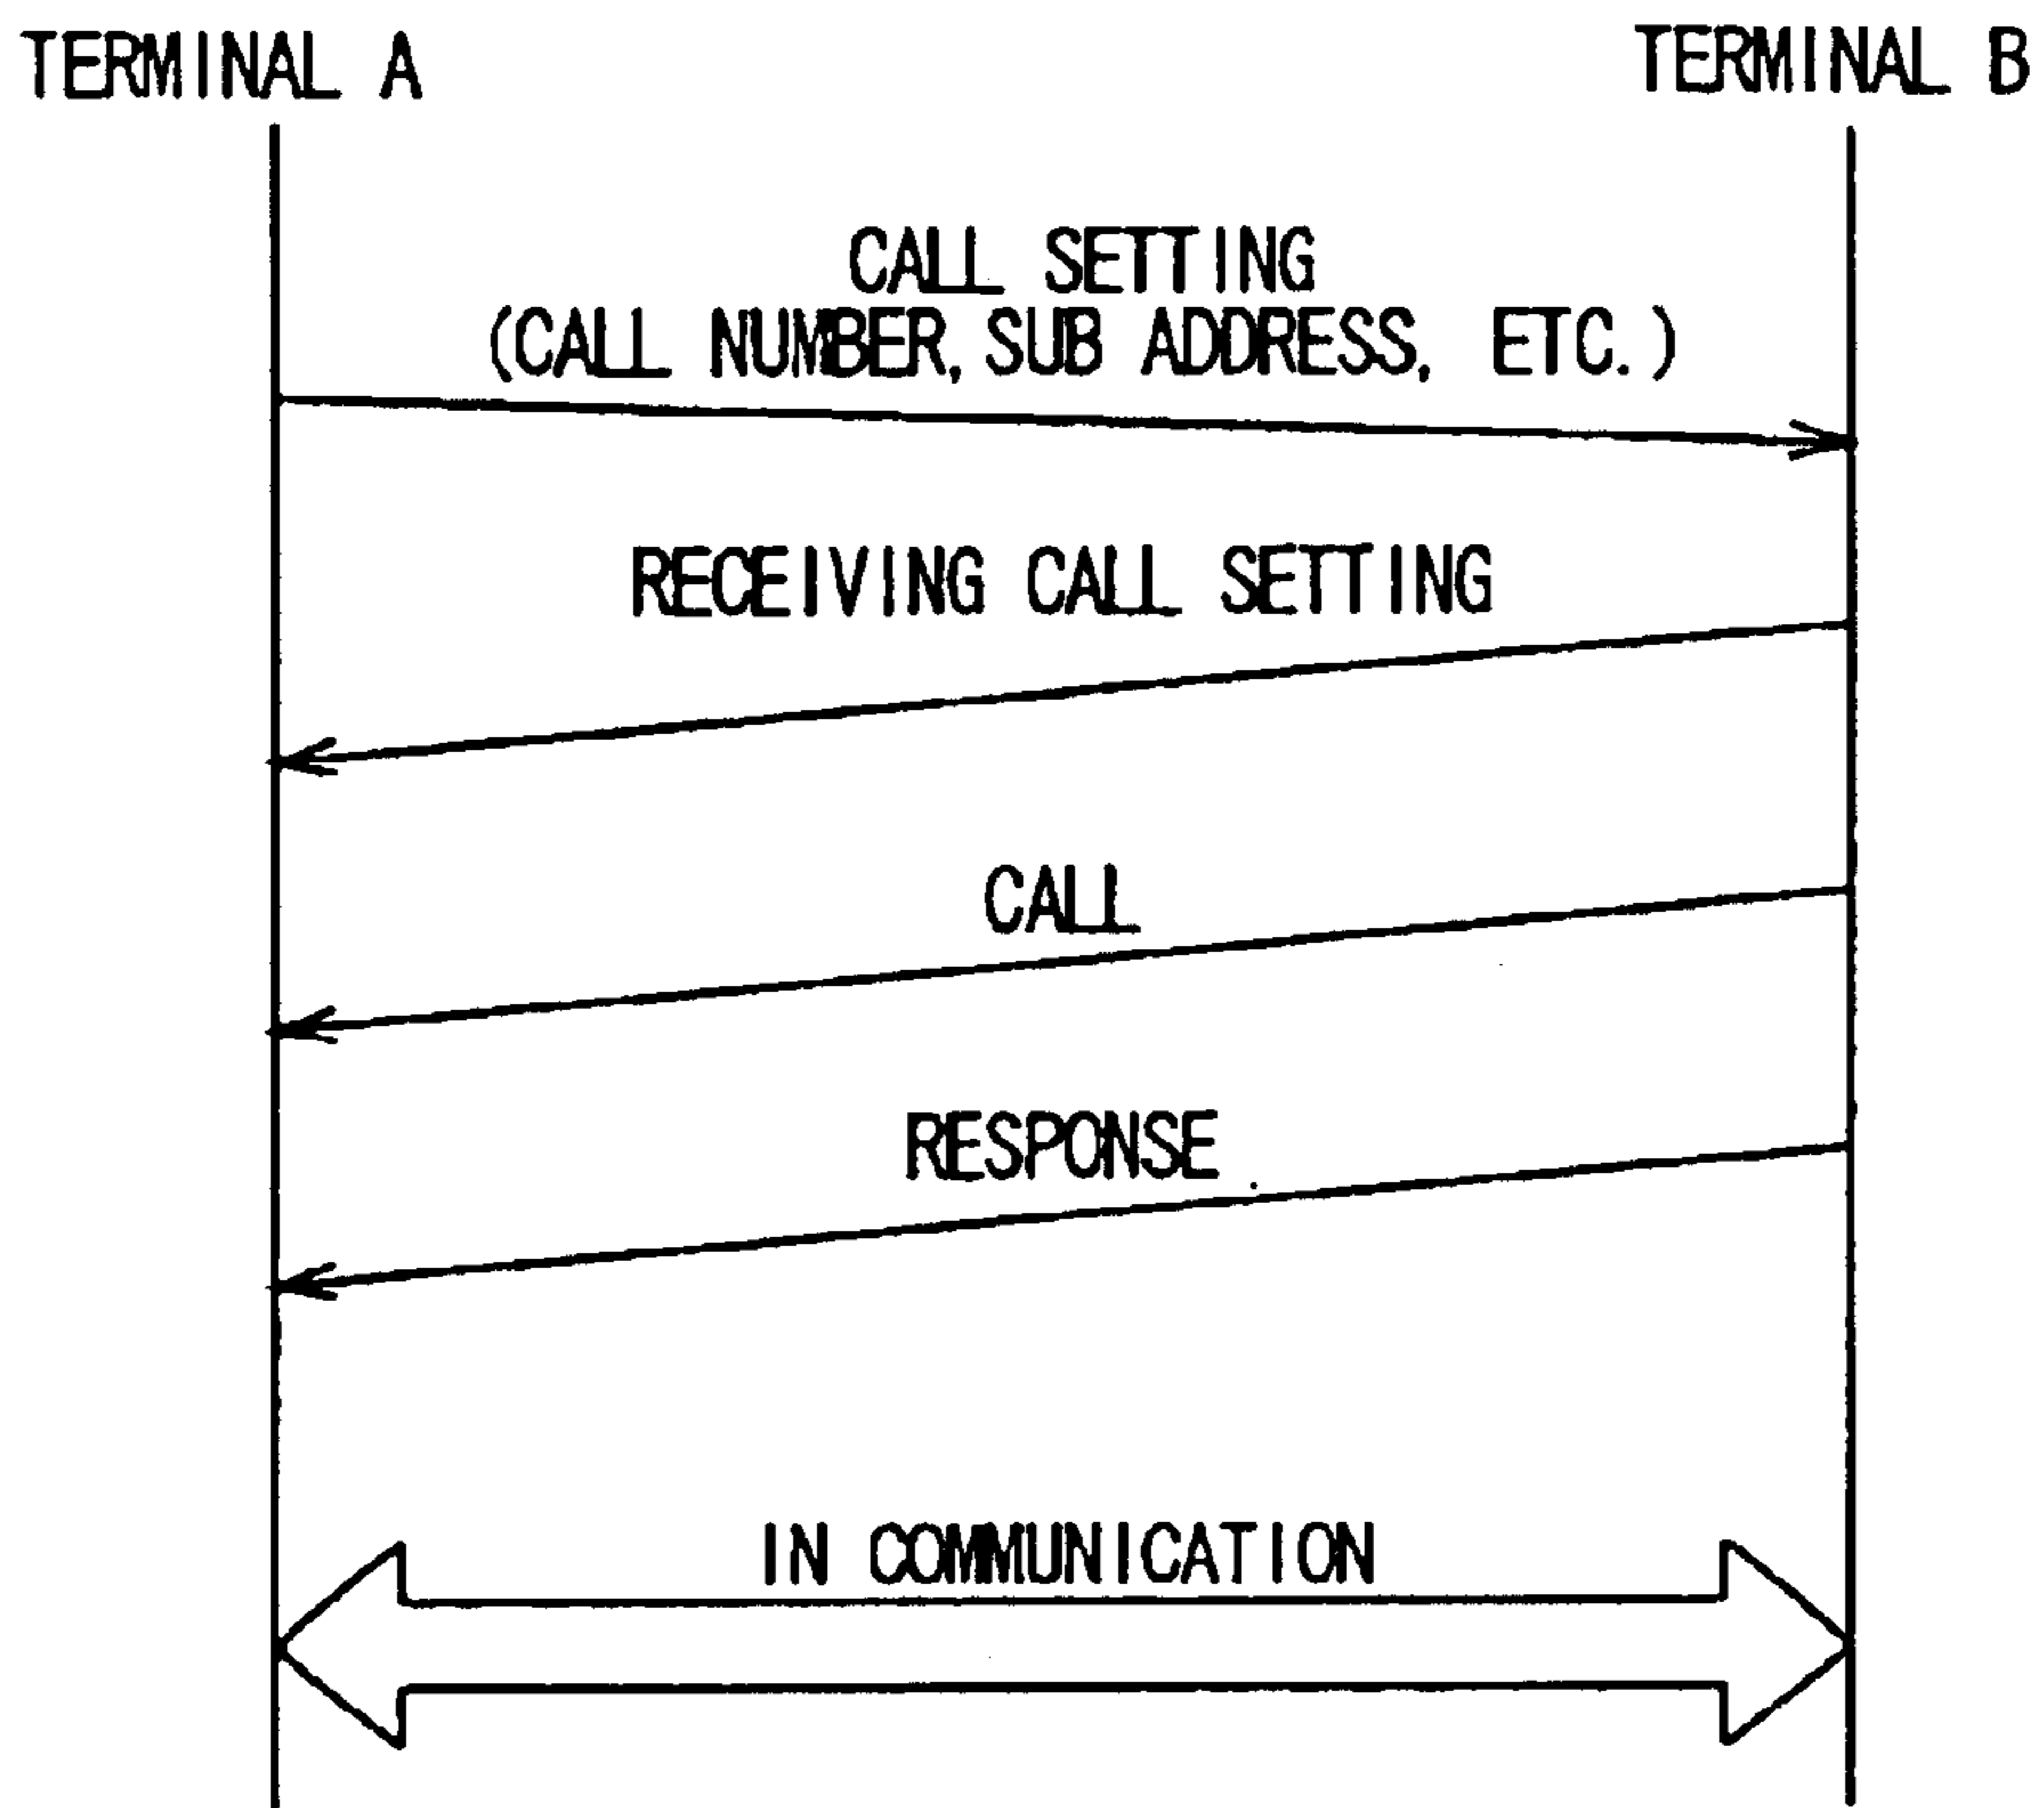 TERMINAL A
TERMINAL B
CALL SETTING
(CALL NUMBER, SUB ADDRESS, ETC.)
RECEIVING CALL SETTING
CALL
RESPONSE
IN COMMUNICATION